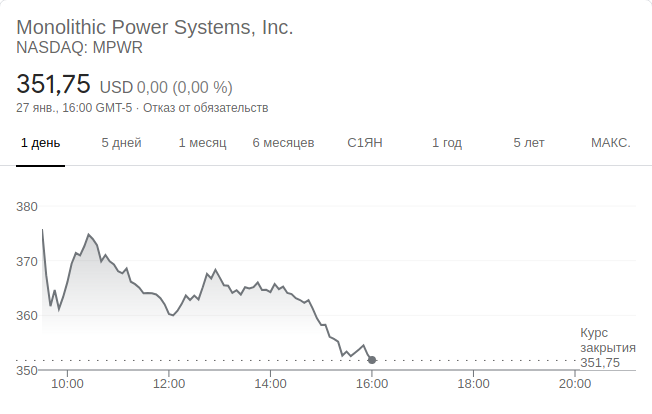 Monolithic Power Systems, Inc.
NASDAQ: MPWR
351,75 USD 0,00 (0,00 %)
27 янв., 16:00 GMT-5 · Отказ от обязательств
1 день 5 дней 1 месяц 6 месяцев С1ЯН 1 год 5 лет МАКС.
380
370
360
Курс
закрытия
351,75
350
10:00 12:00 14:00 16:00 18:00 20:00